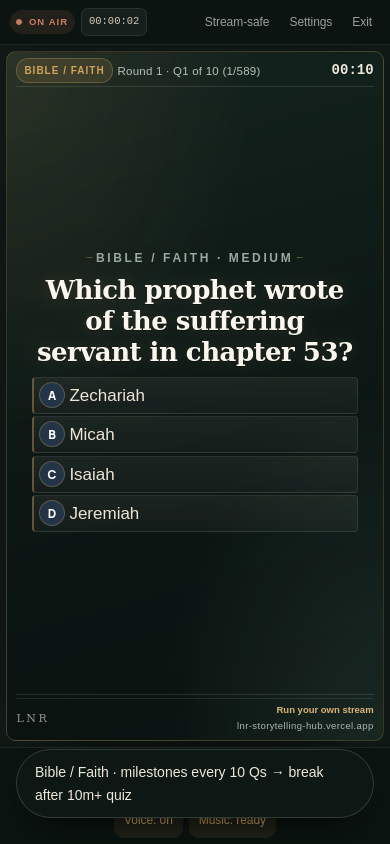 ON AIR
00:00:02
Stream-safe
Settings
Exit
BIBLE / FAITH
Round 1 · Q1 of 10 (1/589)
00:10
BIBLE / FAITH · MEDIUM
Which prophet wrote
of the suffering
servant in chapter 53?
A Zechariah
B Micah
C Isaiah
D Jeremiah
LNR
Run your own stream
lnr-storytelling-hub.vercel.app
Bible / Faith · milestones every 10 Qs → break
after 10m+ quiz
Voice: on
Music: ready